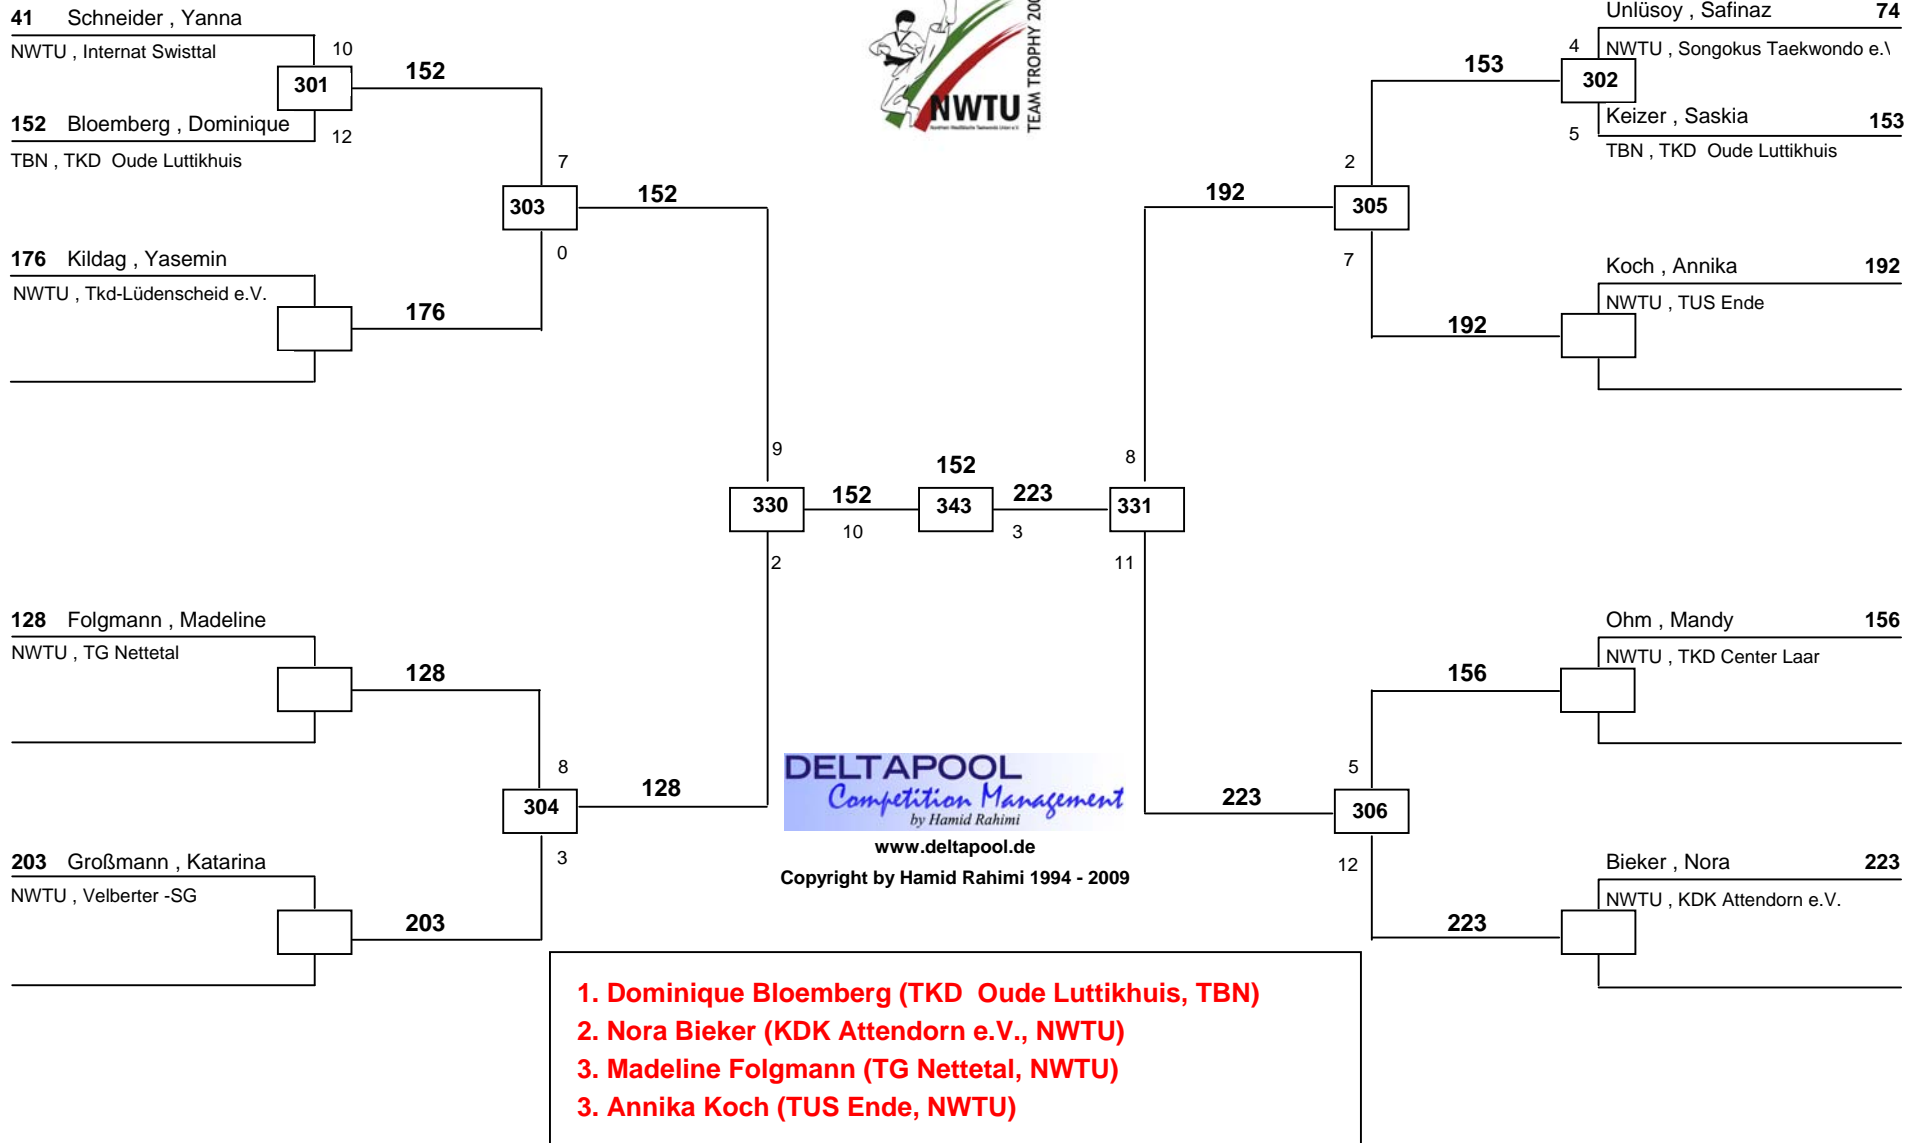 41 Schneider , Yanna
NWTU , Internat Swisttal
10
301
152
152 Bloemberg , Dominique
12
TBN , TKD Oude Luttikhuis
7
303
152
0
176 Kildag , Yasemin
NWTU , Tkd-Lüdenscheid e.V.
176
9
330
152
10
2
128 Folgmann , Madeline
NWTU , TG Nettetal
128
8
304
128
3
203 Großmann , Katarina
NWTU , Velberter -SG
203
NWTU
TEAM TROPHY
152
343
223
3
8
331
11
Ünlüsoy , Safinaz 74
4
NWTU , Songokus Taekwondo e.V
153
302
Keizer , Saskia 153
5
TBN , TKD Oude Luttikhuis
2
192
305
7
Koch , Annika 192
NWTU , TUS Ende
192
Ohm , Mandy 156
NWTU , TKD Center Laar
156
5
223
306
12
Bieker , Nora 223
NWTU , KDK Attendorn e.V.
223
DELTAPOOL
Competition Management
by Hamid Rahimi
www.deltapool.de
Copyright by Hamid Rahimi 1994 - 2009
1. Dominique Bloemberg (TKD Oude Luttikhuis, TBN)
2. Nora Bieker (KDK Attendorn e.V., NWTU)
3. Madeline Folgmann (TG Nettetal, NWTU)
3. Annika Koch (TUS Ende, NWTU)